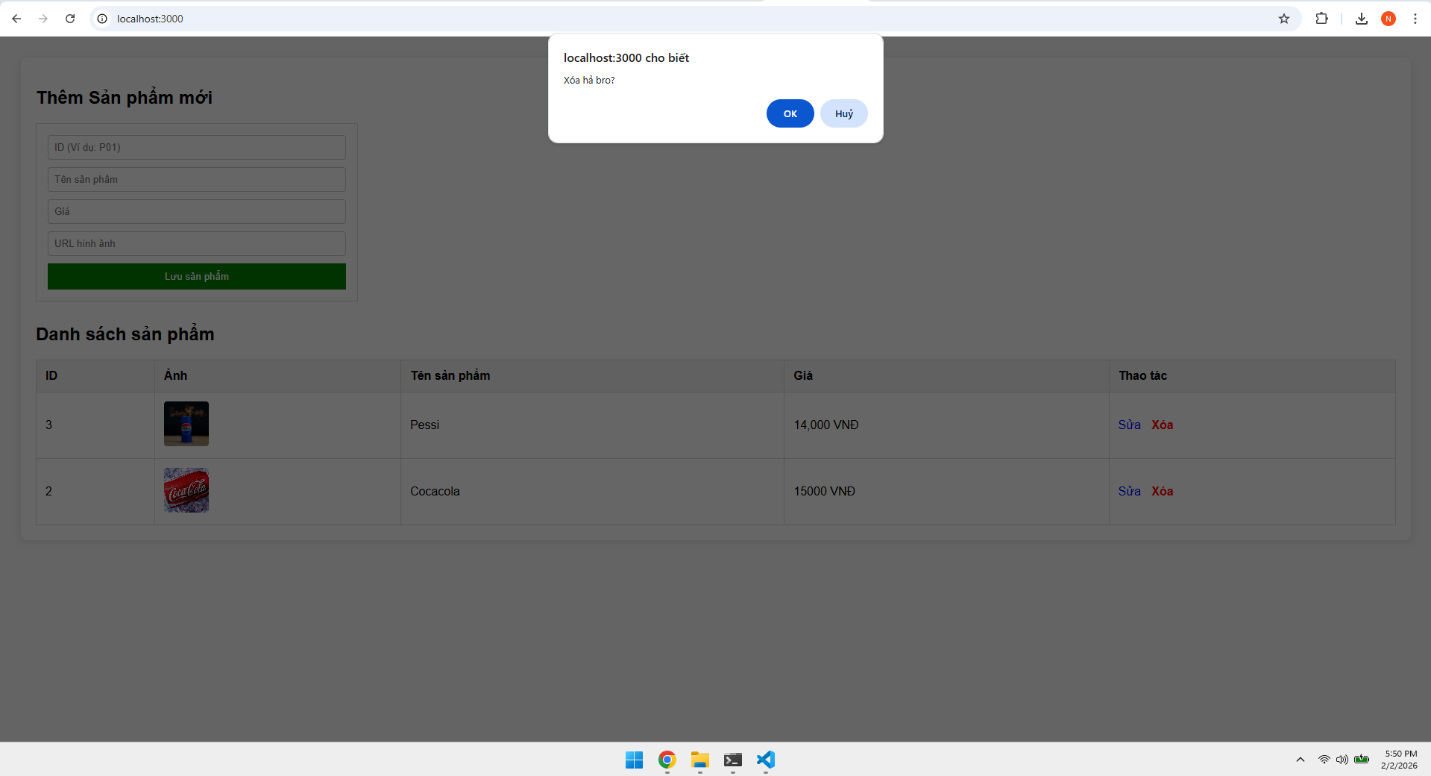 localhost:3000
N
localhost:3000 cho biết
Xóa hả bro?
OK
Huỷ
Thêm Sản phẩm mới
ID (Ví dụ: P01)
Tên sản phẩm
Giá
URL hình ảnh
Lưu sản phẩm
Danh sách sản phẩm
ID Ảnh Tên sản phẩm Giá Thao tác
3 Pessi 14,000 VNĐ Sửa Xóa
2 Coca-Cola Cocacola 15000 VNĐ Sửa Xóa
5:50 PM
2/2/2026